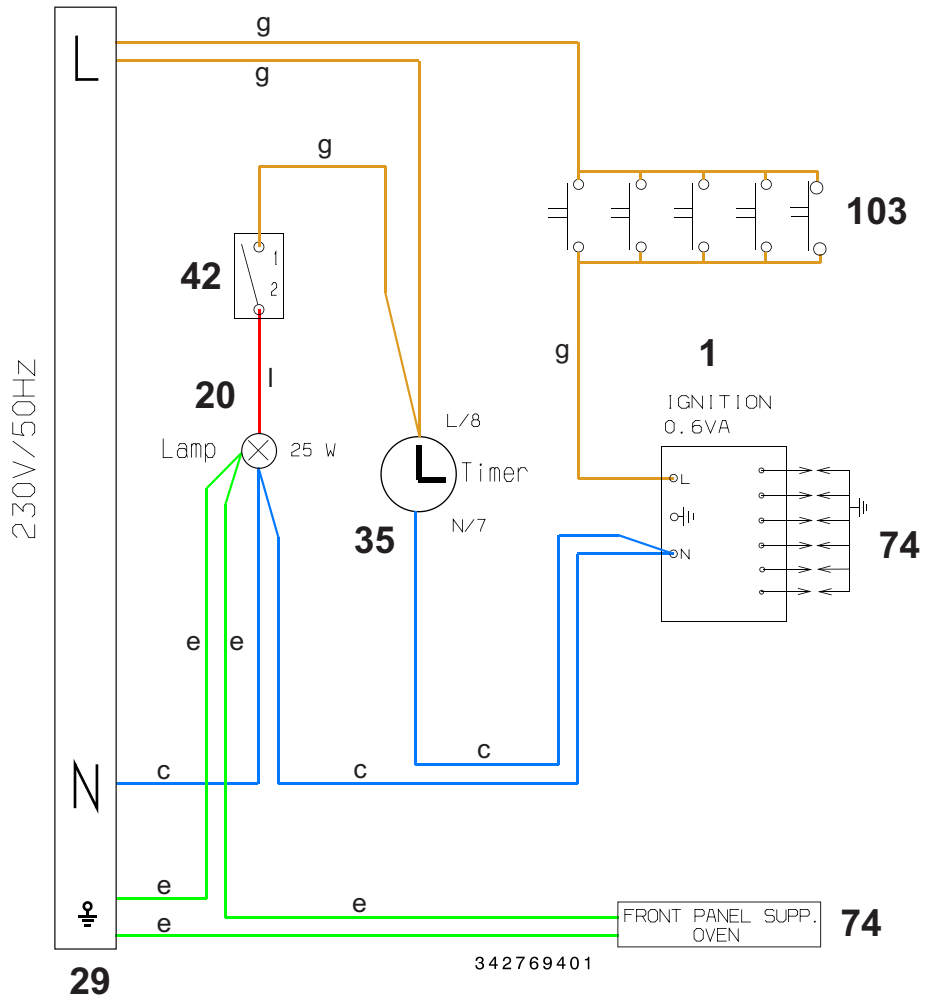 L
g
g
g
103
1
42
2
g
1
20
l
IGNITION
0.6VA
230V/50HZ
L/8
Lamp
25 W
Timer
L
N/7
35
74
N
e
e
c
N
c
c
e
e
e
FRONT PANEL SUPP.
OVEN
74
342769401
29